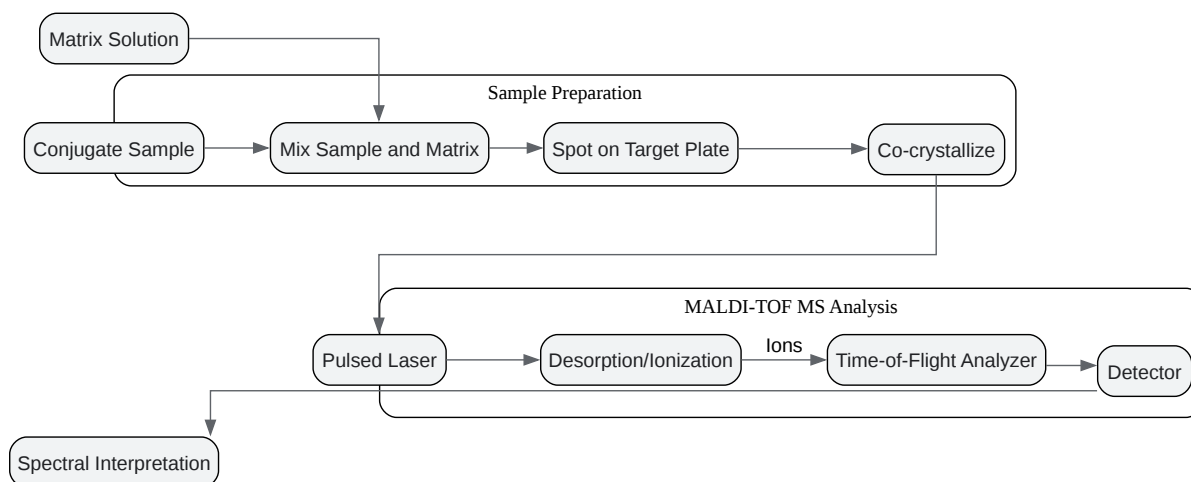 Matrix Solution
Sample Preparation
Conjugate Sample
Mix Sample and Matrix
Spot on Target Plate
Co-crystallize
MALDI-TOF MS Analysis
Pulsed Laser
Desorption/Ionization
Ions
Time-of-Flight Analyzer
Detector
Spectral Interpretation